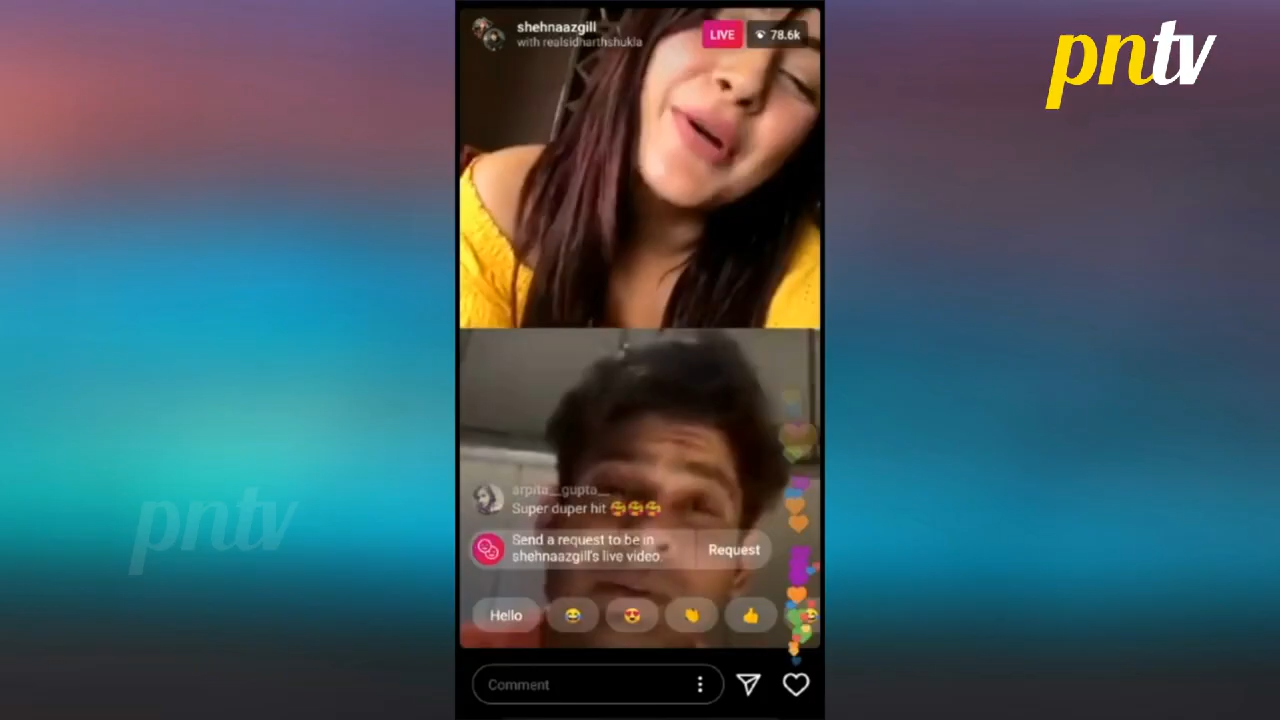 shehnaazgill
with realsidharthshukla
LIVE
78.6k
pntv
arpita__gupta__
Super duper hit 🥰🥰🥰
Send a request to be in
shehnaazgill's live video.
Request
Hello
Comment
pntv